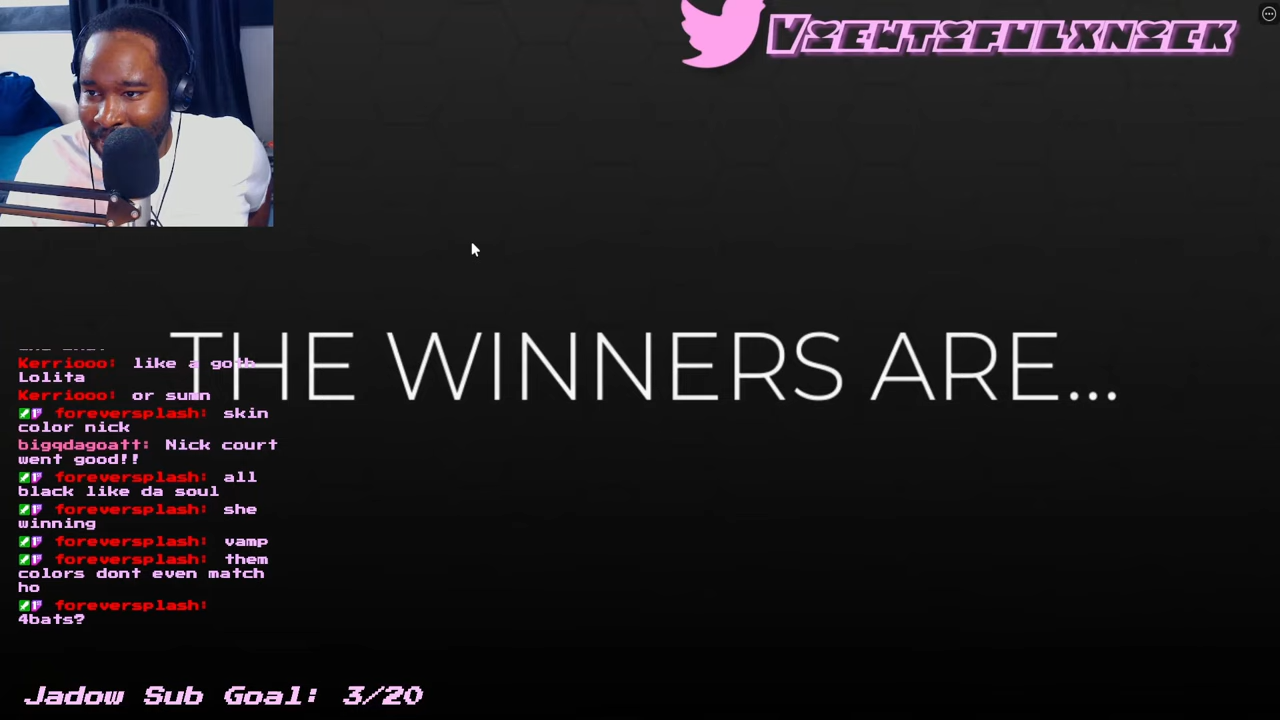 VIEWTIFULXNICK
THE WINNERS ARE...
Kerriooo: like a goth
Lolita
Kerriooo: or sumn
foreversplash: skin
color nick
bigqdagoatt: Nick court
went good!!
foreversplash: all
black like da soul
foreversplash: she
winning
foreversplash: vamp
foreversplash: them
colors dont even match
ho
foreversplash:
4bats?
Jadow Sub Goal: 3/20